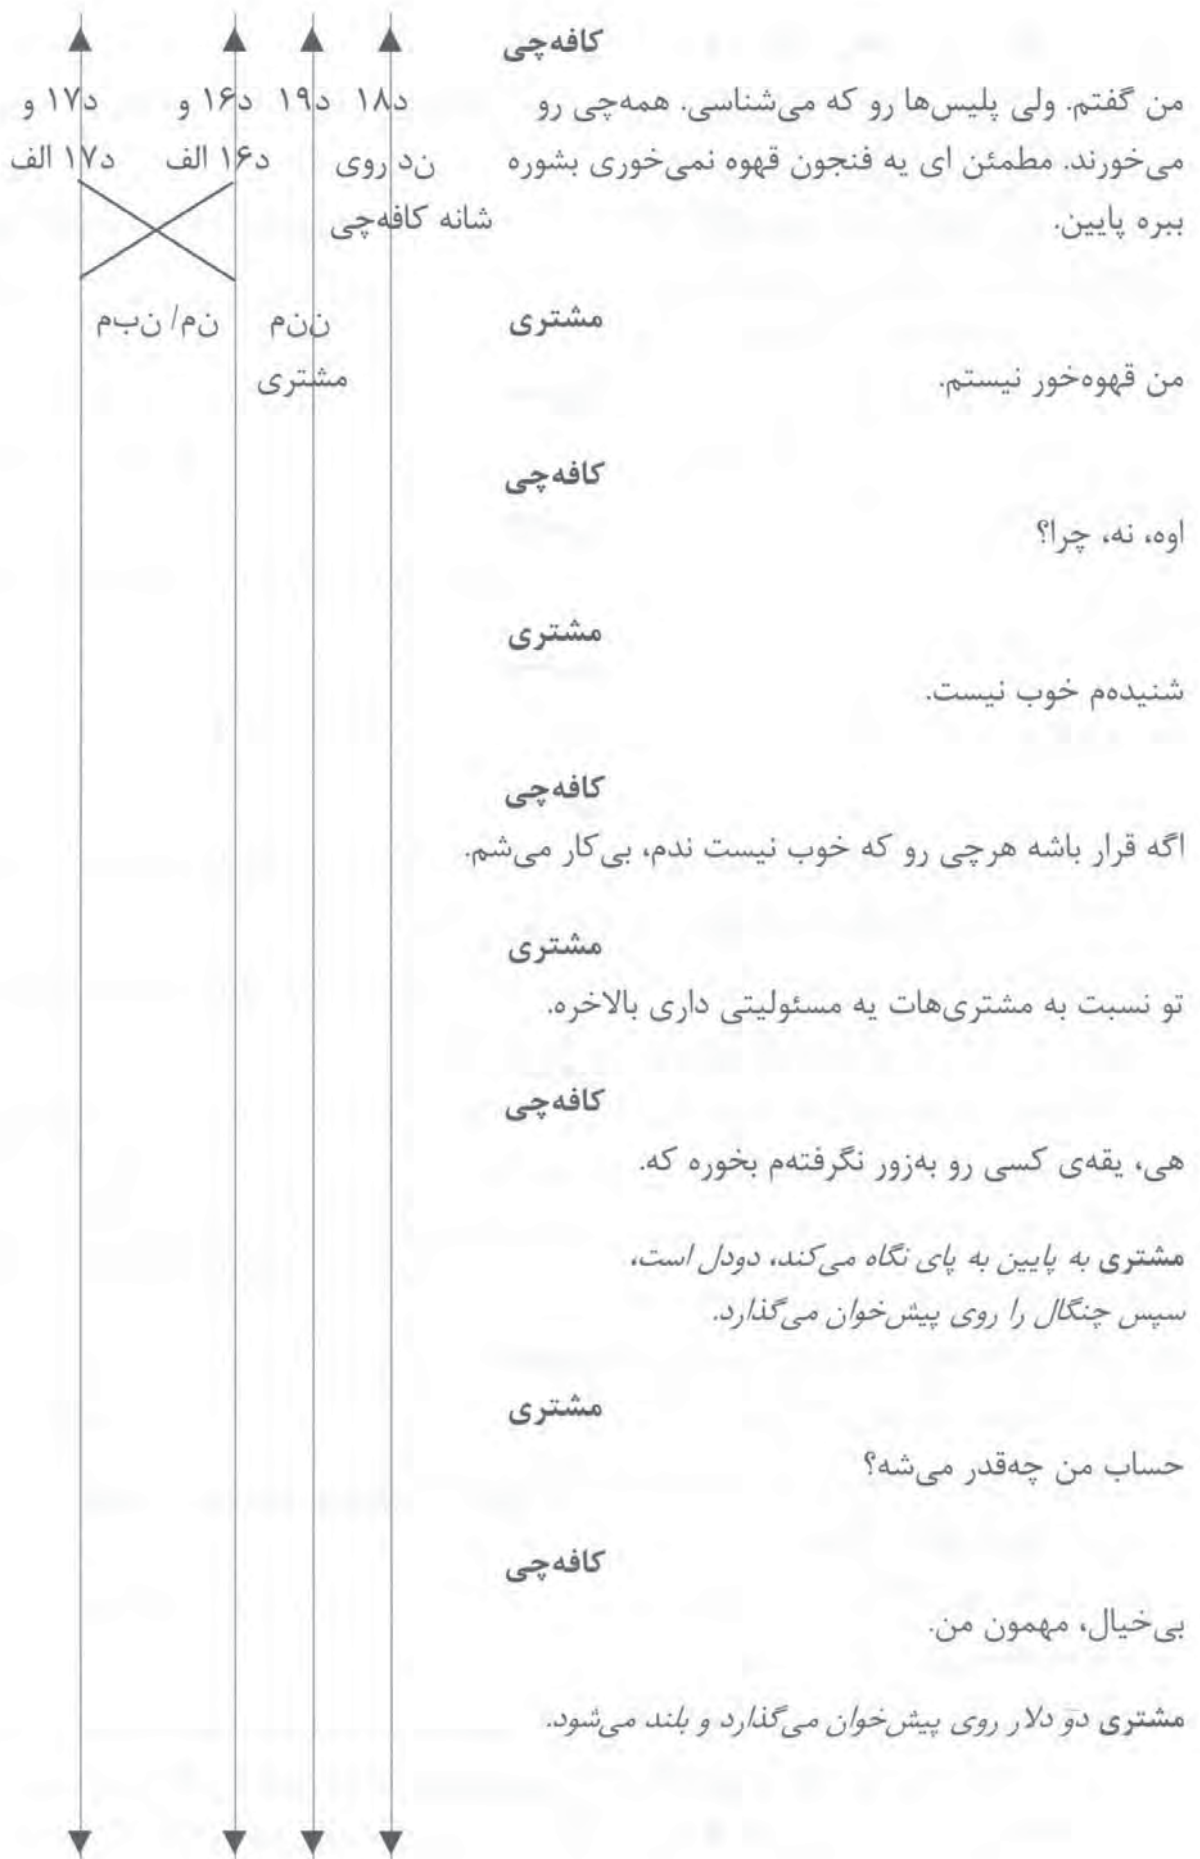 کافه‌چی
من گفتم. ولی پلیس‌ها رو که می‌شناسی. همه‌چی رو
می‌خورند. مطمئن ای یه فنجون قهوه نمی‌خوری بشوره
ببره پایین.
د۱۸ د۱۹ د۱۶ و د۱۷ و
ن‌د روی د۱۶ الف د۱۷ الف
شانه کافه‌چی
مشتری
ن‌ن‌م ن‌م/ ن‌ب‌م
مشتری
من قهوه‌خور نیستم.
کافه‌چی
اوه، نه، چرا؟
مشتری
شنیده‌م خوب نیست.
کافه‌چی
اگه قرار باشه هرچی رو که خوب نیست ندم، بی‌کار می‌شم.
مشتری
تو نسبت به مشتری‌هات یه مسئولیتی داری بالاخره.
کافه‌چی
هی، یقه‌ی کسی رو به‌زور نگرفته‌م بخوره که.
مشتری به پایین به پای نگاه می‌کند، دودل است،
سپس چنگال را روی پیش‌خوان می‌گذارد.
مشتری
حساب من چه‌قدر می‌شه؟
کافه‌چی
بی‌خیال، مهمون من.
مشتری دو دلار روی پیش‌خوان می‌گذارد و بلند می‌شود.